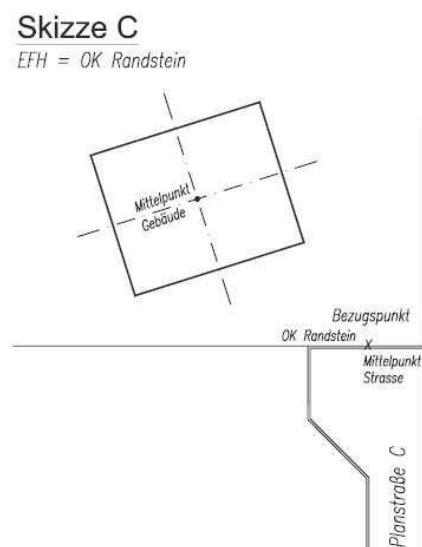 Skizze C
EFH = OK Randstein
Mittelpunkt
Gebäude
Bezugspunkt
OK Randstein
X
Mittelpunkt
Strasse
Planstraße C